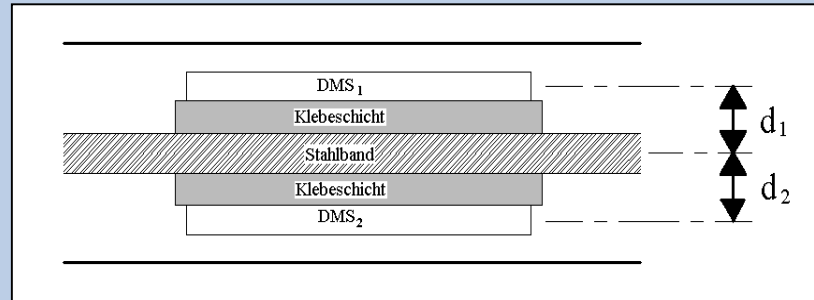 DMS₁
Klebeschicht
Stahlband
Klebeschicht
DMS₂
d₁
d₂